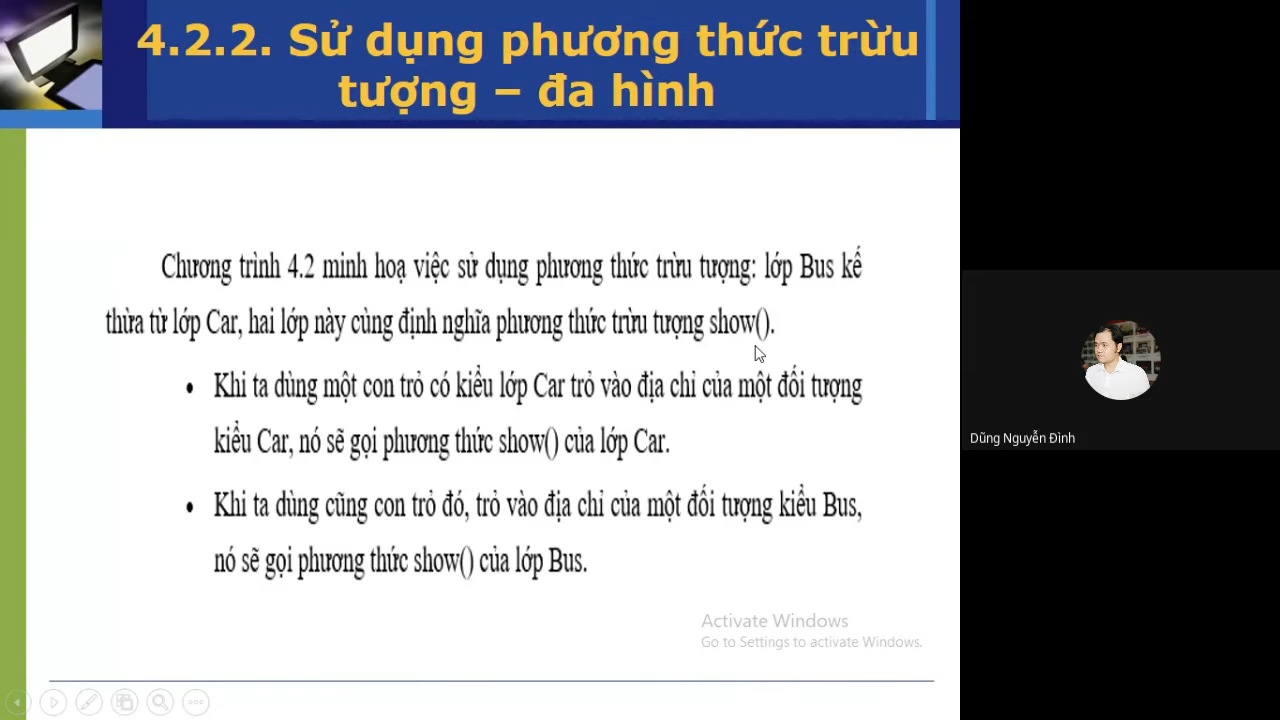 4.2.2. Sử dụng phương thức trừu
tượng – đa hình
Chương trình 4.2 minh hoạ việc sử dụng phương thức trừu tượng: lớp Bus kế
thừa từ lớp Car, hai lớp này cùng định nghĩa phương thức trừu tượng show().
• Khi ta dùng một con trỏ có kiểu lớp Car trỏ vào địa chỉ của một đối tượng
kiểu Car, nó sẽ gọi phương thức show() của lớp Car.
• Khi ta dùng cũng con trỏ đó, trỏ vào địa chỉ của một đối tượng kiểu Bus,
nó sẽ gọi phương thức show() của lớp Bus.
Activate Windows
Go to Settings to activate Windows.
Dũng Nguyễn Đình